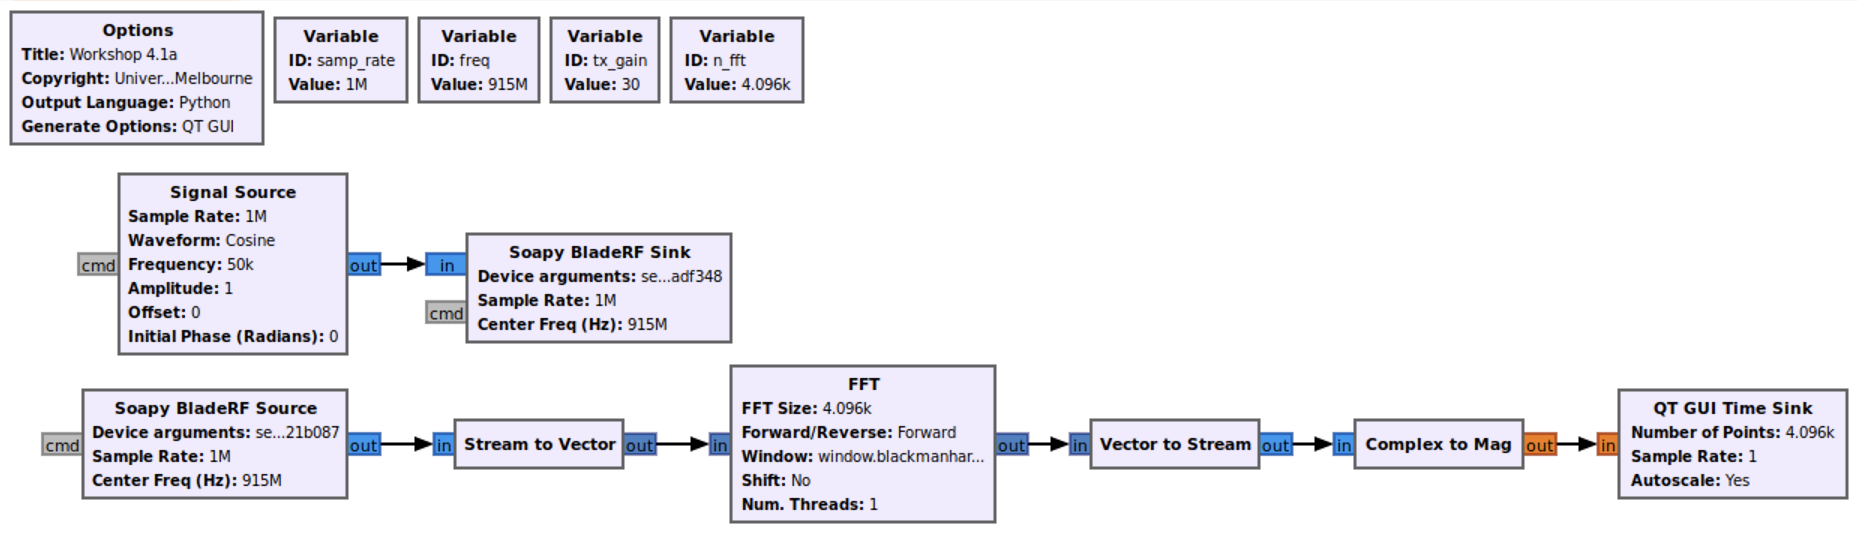 Options
Title: Workshop 4.1a
Copyright: Univer...Melbourne
Output Language: Python
Generate Options: QT GUI
Variable
ID: samp_rate
Value: 1M
Variable
ID: freq
Value: 915M
Variable
ID: tx_gain
Value: 30
Variable
ID: n_fft
Value: 4.096k
Signal Source
Sample Rate: 1M
Waveform: Cosine
Frequency: 50k
Amplitude: 1
Offset: 0
Initial Phase (Radians): 0
cmd
out
Soapy BladeRF Sink
Device arguments: se...adf348
Sample Rate: 1M
Center Freq (Hz): 915M
in
cmd
Soapy BladeRF Source
Device arguments: se...21b087
Sample Rate: 1M
Center Freq (Hz): 915M
cmd
out
in
Stream to Vector
out
in
FFT
FFT Size: 4.096k
Forward/Reverse: Forward
Window: window.blackmanhar...
Shift: No
Num. Threads: 1
out
in
Vector to Stream
out
in
Complex to Mag
out
in
QT GUI Time Sink
Number of Points: 4.096k
Sample Rate: 1
Autoscale: Yes